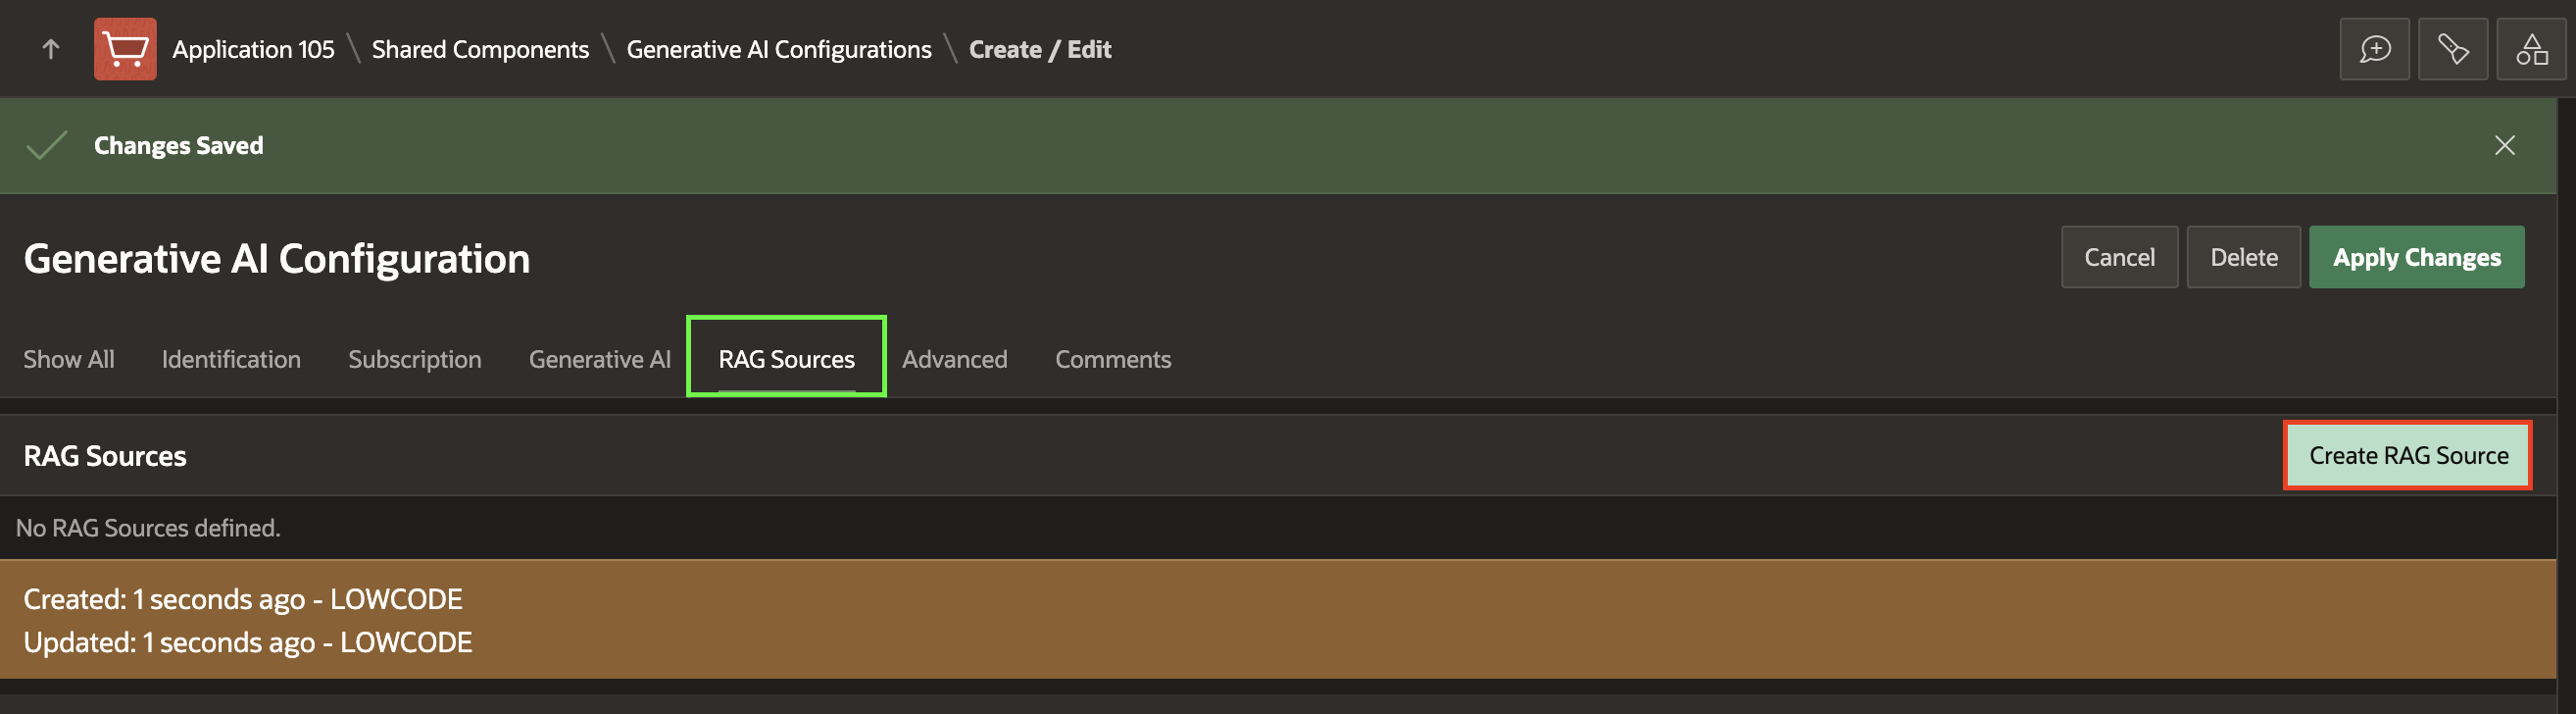 Application 105 \ Shared Components \ Generative AI Configurations \ Create / Edit
Changes Saved
Generative AI Configuration
Cancel Delete Apply Changes
Show All Identification Subscription Generative AI RAG Sources Advanced Comments
RAG Sources
Create RAG Source
No RAG Sources defined.
Created: 1 seconds ago - LOWCODE
Updated: 1 seconds ago - LOWCODE